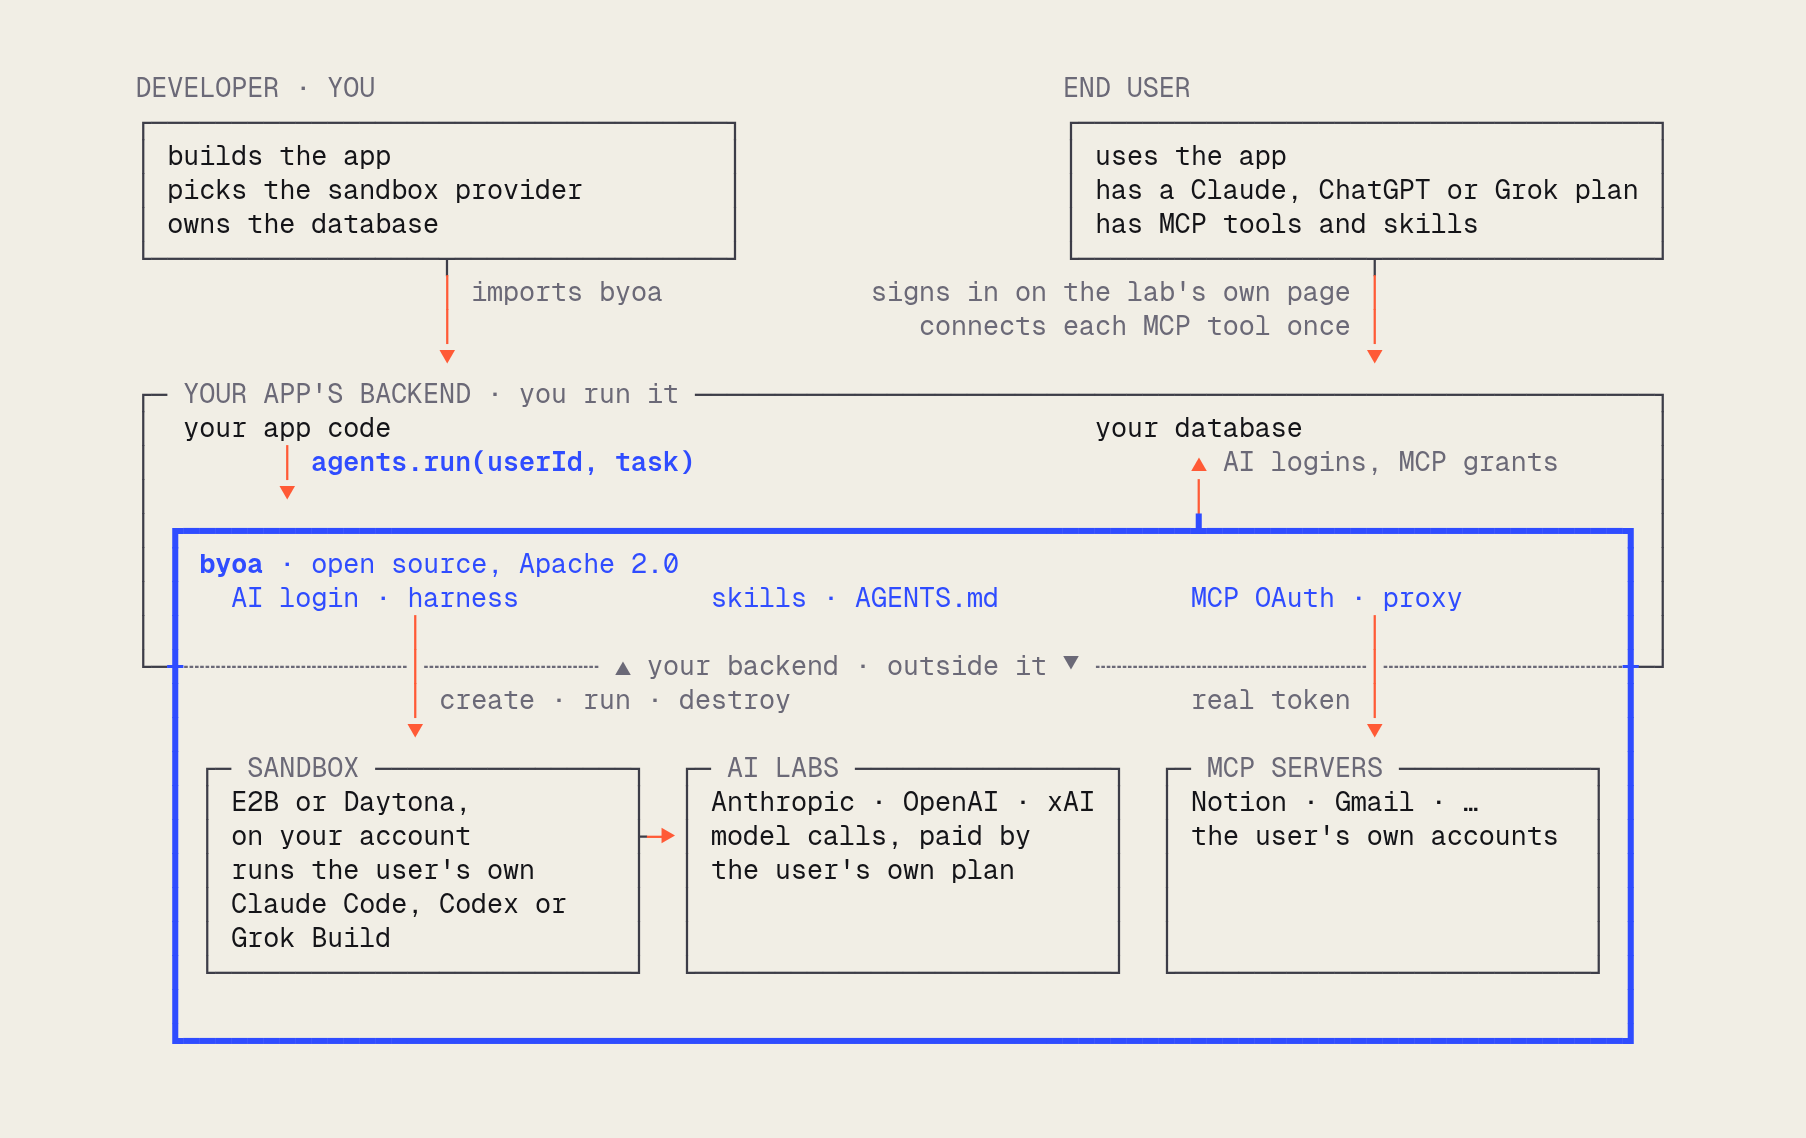 DEVELOPER · YOU
END USER
builds the app
picks the sandbox provider
owns the database
uses the app
has a Claude, ChatGPT or Grok plan
has MCP tools and skills
imports byoa
signs in on the lab's own page
connects each MCP tool once
YOUR APP'S BACKEND · you run it
your app code
agents.run(userId, task)
your database
AI logins, MCP grants
byoa · open source, Apache 2.0
AI login · harness
skills · AGENTS.md
MCP OAuth · proxy
▲ your backend · outside it ▼
create · run · destroy
real token
SANDBOX
E2B or Daytona,
on your account
runs the user's own
Claude Code, Codex or
Grok Build
AI LABS
Anthropic · OpenAI · xAI
model calls, paid by
the user's own plan
MCP SERVERS
Notion · Gmail · …
the user's own accounts